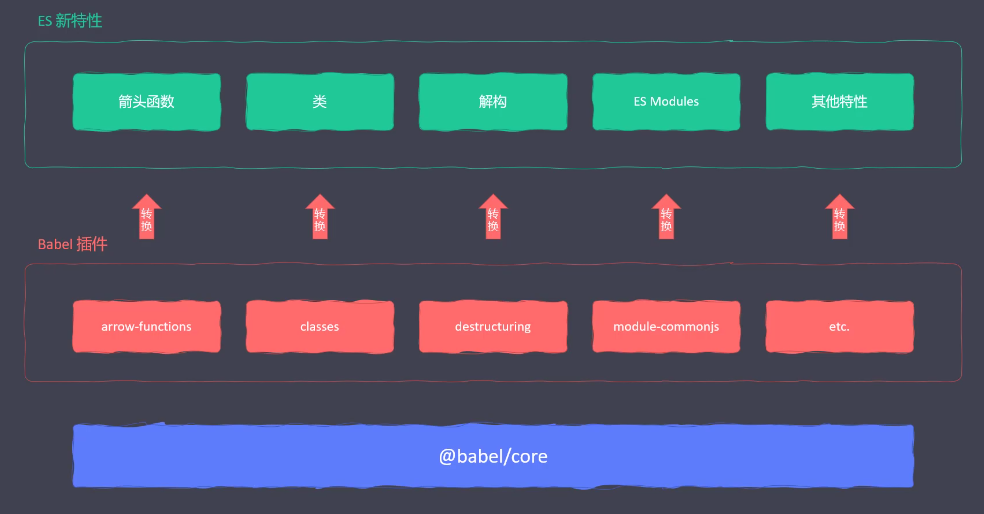 ES 新特性
箭头函数
类
解构
ES Modules
其他特性
转换
转换
转换
转换
转换
Babel 插件
arrow-functions
classes
destructuring
module-commonjs
etc.
@babel/core